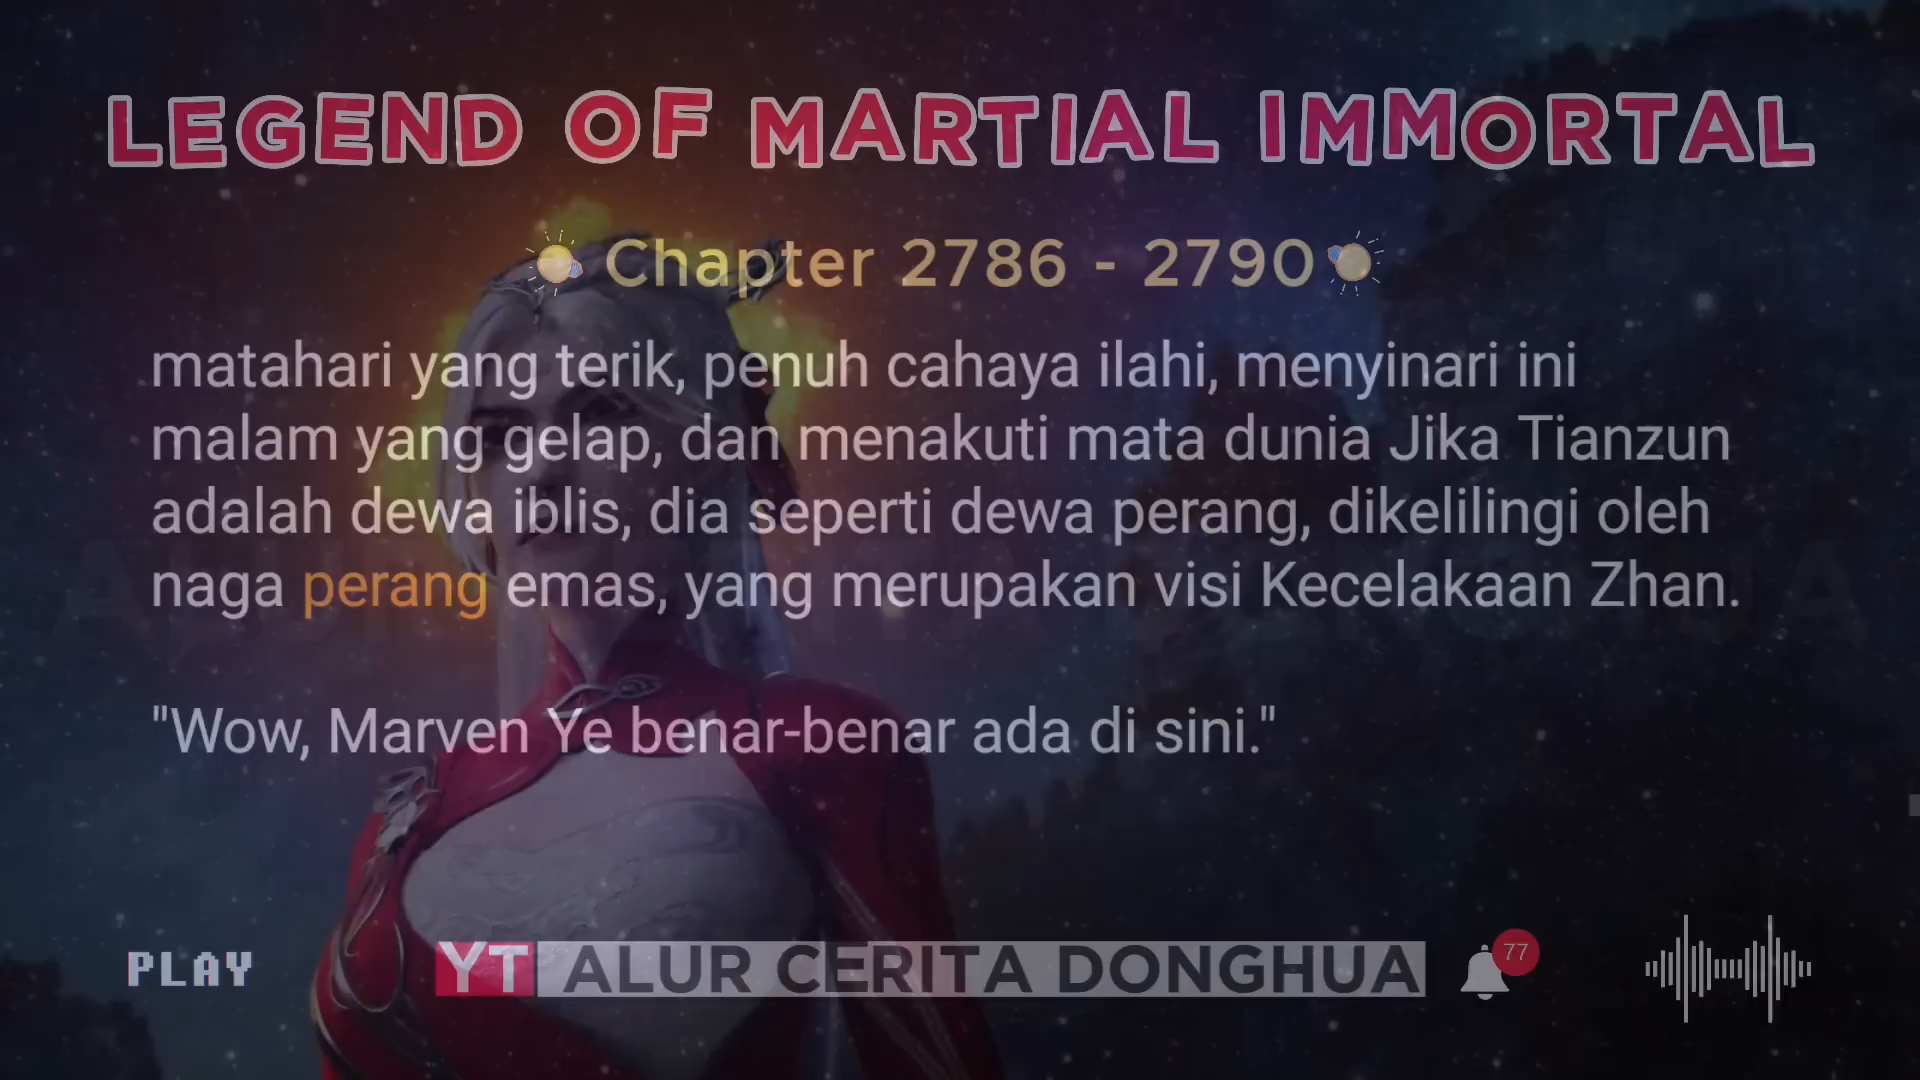 LEGEND OF MARTIAL IMMORTAL
Chapter 2786 - 2790
matahari yang terik, penuh cahaya ilahi, menyinari ini
malam yang gelap, dan menakuti mata dunia Jika Tianzun
adalah dewa iblis, dia seperti dewa perang, dikelilingi oleh
naga perang emas, yang merupakan visi Kecelakaan Zhan.
"Wow, Marven Ye benar-benar ada di sini."
PLAY
YT ALUR CERITA DONGHUA
77